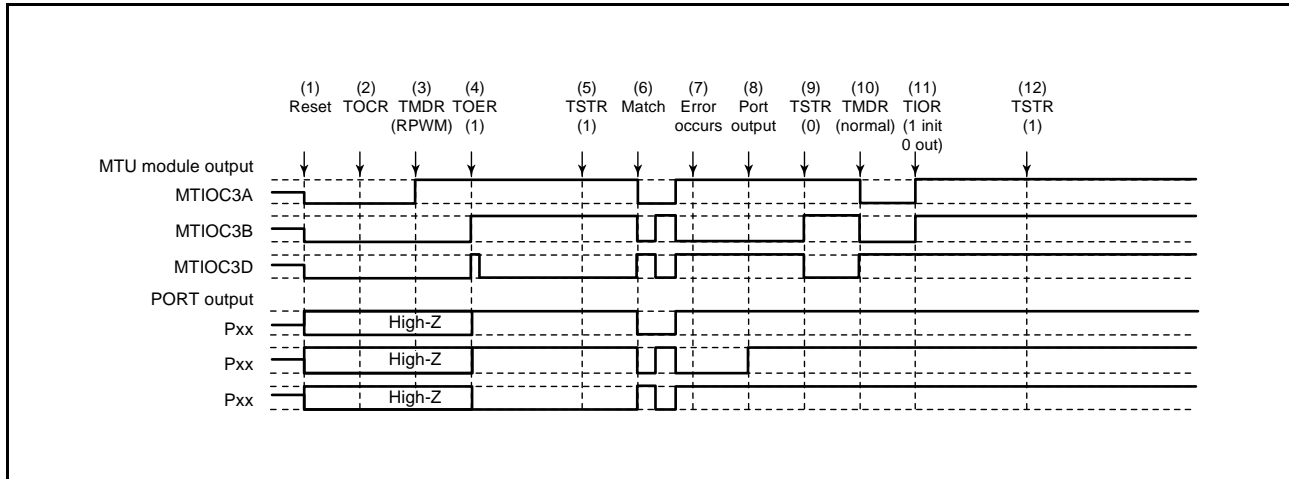 (1) (2) (3) (4) (5) (6) (7) (8) (9) (10) (11) (12)
Reset TOCR TMDR TOER TSTR Match Error Port TSTR TMDR TIOR TSTR
(RPWM) (1) (1) occurs output (0) (normal) (1 init (1)
0 out)
MTU module output
MTIOC3A
MTIOC3B
MTIOC3D
PORT output
Pxx High-Z
Pxx High-Z
Pxx High-Z